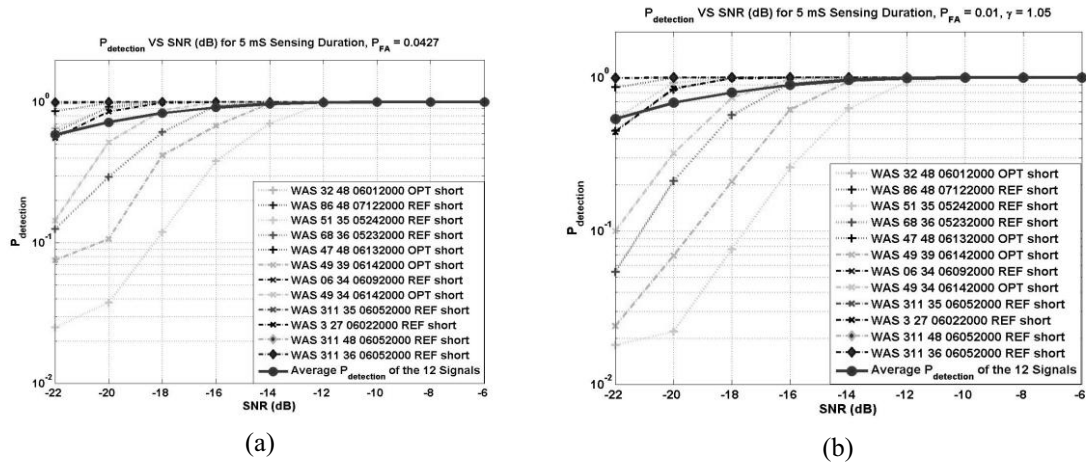 P_detection VS SNR (dB) for 5 mS Sensing Duration, P_FA = 0.0427
10^0
10^-1
10^-2
P_detection
WAS 32 48 06012000 OPT short
WAS 86 48 07122000 REF short
WAS 51 35 05242000 REF short
WAS 68 36 05232000 REF short
WAS 47 48 06132000 OPT short
WAS 49 39 06142000 OPT short
WAS 06 34 06092000 REF short
WAS 49 34 06142000 OPT short
WAS 311 35 06052000 REF short
WAS 3 27 06022000 REF short
WAS 311 48 06052000 REF short
WAS 311 36 06052000 REF short
Average P_detection of the 12 Signals
-22 -20 -18 -16 -14 -12 -10 -8 -6
SNR (dB)
(a)
P_detection VS SNR (dB) for 5 mS Sensing Duration, P_FA = 0.01, γ = 1.05
10^0
10^-1
10^-2
P_detection
WAS 32 48 06012000 OPT short
WAS 86 48 07122000 REF short
WAS 51 35 05242000 REF short
WAS 68 36 05232000 REF short
WAS 47 48 06132000 OPT short
WAS 49 39 06142000 OPT short
WAS 06 34 06092000 REF short
WAS 49 34 06142000 OPT short
WAS 311 35 06052000 REF short
WAS 3 27 06022000 REF short
WAS 311 48 06052000 REF short
WAS 311 36 06052000 REF short
Average P_detection of the 12 Signals
-22 -20 -18 -16 -14 -12 -10 -8 -6
SNR (dB)
(b)